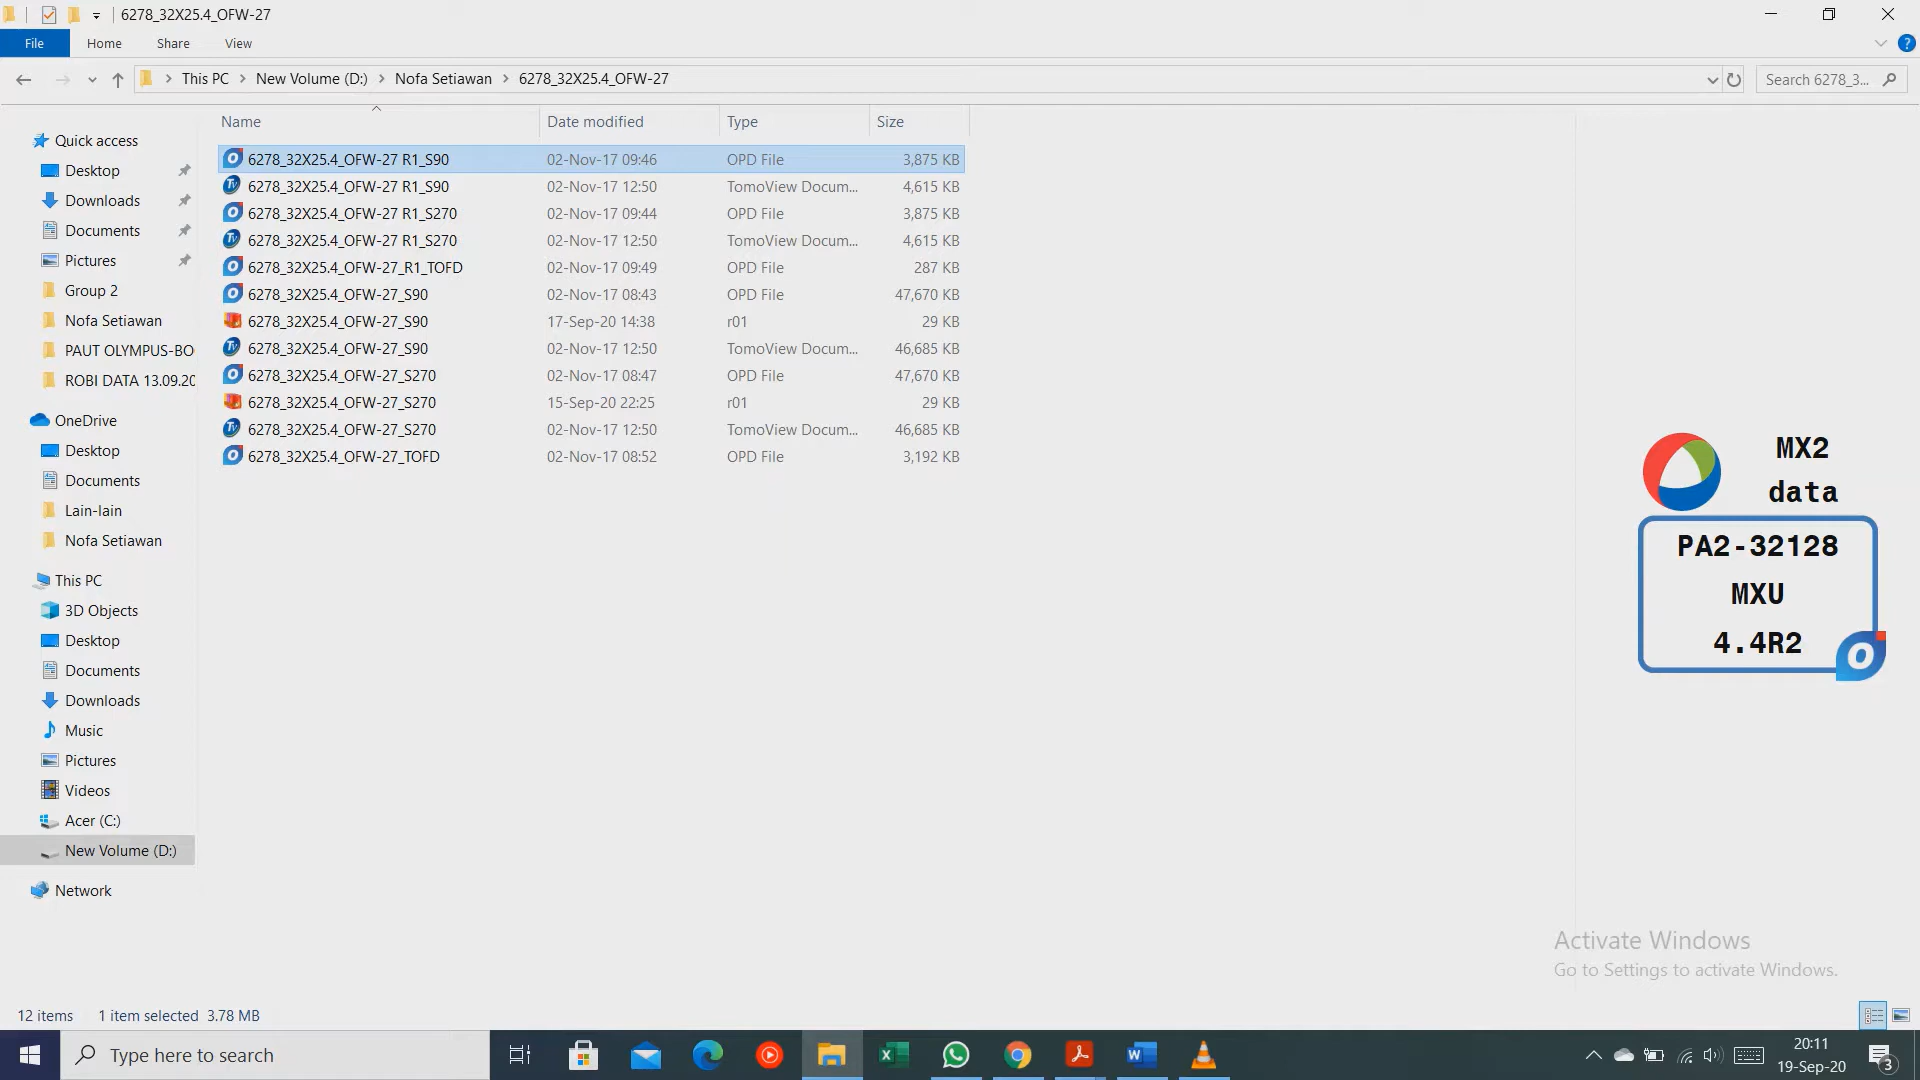 6278_32X25.4_OFW-27
File Home Share View
This PC New Volume (D:) Nofa Setiawan 6278_32X25.4_OFW-27
Search 6278_3...
Name Date modified Type Size
6278_32X25.4_OFW-27 R1_S90 02-Nov-17 09:46 OPD File 3,875 KB
6278_32X25.4_OFW-27 R1_S90 02-Nov-17 12:50 TomoView Docum... 4,615 KB
6278_32X25.4_OFW-27 R1_S270 02-Nov-17 09:44 OPD File 3,875 KB
6278_32X25.4_OFW-27 R1_S270 02-Nov-17 12:50 TomoView Docum... 4,615 KB
6278_32X25.4_OFW-27_R1_TOFD 02-Nov-17 09:49 OPD File 287 KB
6278_32X25.4_OFW-27_S90 02-Nov-17 08:43 OPD File 47,670 KB
6278_32X25.4_OFW-27_S90 17-Sep-20 14:38 r01 29 KB
6278_32X25.4_OFW-27_S90 02-Nov-17 12:50 TomoView Docum... 46,685 KB
6278_32X25.4_OFW-27_S270 02-Nov-17 08:47 OPD File 47,670 KB
6278_32X25.4_OFW-27_S270 15-Sep-20 22:25 r01 29 KB
6278_32X25.4_OFW-27_S270 02-Nov-17 12:50 TomoView Docum... 46,685 KB
6278_32X25.4_OFW-27_TOFD 02-Nov-17 08:52 OPD File 3,192 KB
Quick access
Desktop
Downloads
Documents
Pictures
Group 2
Nofa Setiawan
PAUT OLYMPUS-BO
ROBI DATA 13.09.20
OneDrive
Desktop
Documents
Lain-lain
Nofa Setiawan
This PC
3D Objects
Desktop
Documents
Downloads
Music
Pictures
Videos
Acer (C:)
New Volume (D:)
Network
MX2
data
PA2-32128
MXU
4.4R2
Activate Windows
Go to Settings to activate Windows.
12 items 1 item selected 3.78 MB
Type here to search
20:11
19-Sep-20
3